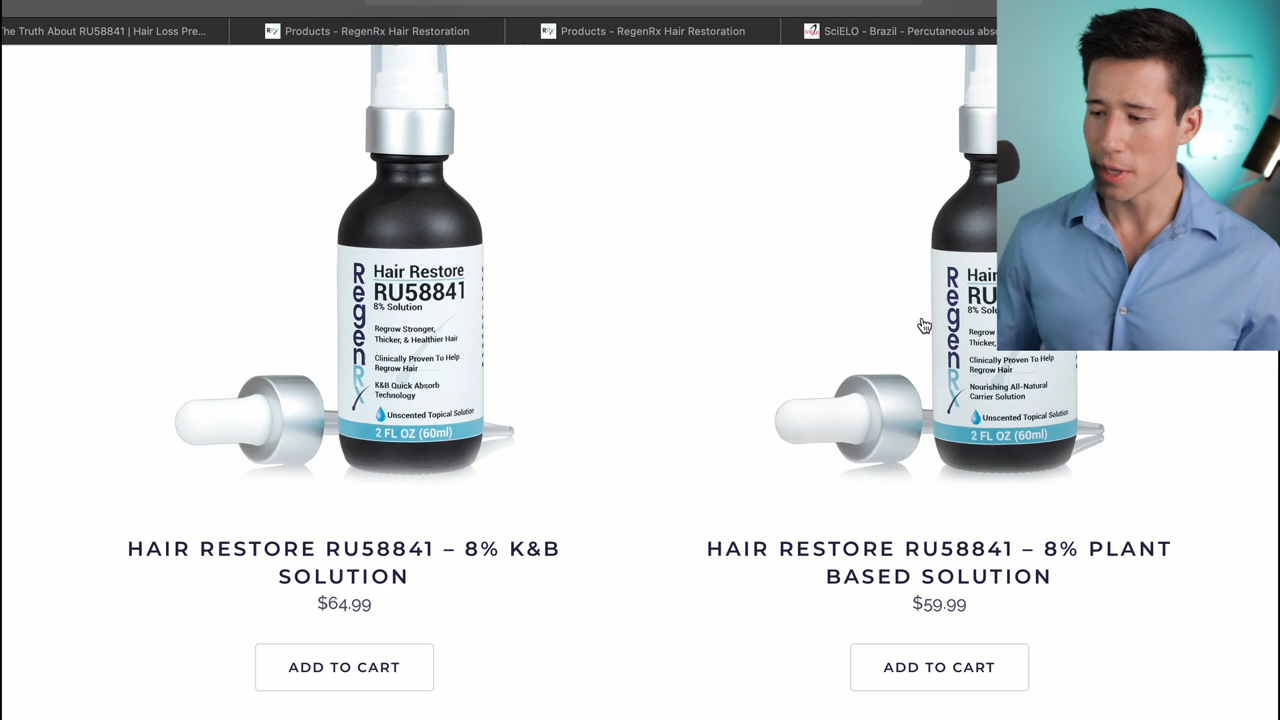 The Truth About RU58841 | Hair Loss Pre...
Products - RegenRx Hair Restoration
Products - RegenRx Hair Restoration
SciELO - Brazil - Percutaneous abs
RegenRx
Hair Restore
RU58841
8% Solution
Regrow Stronger,
Thicker, & Healthier Hair
Clinically Proven To Help
Regrow Hair
K&B Quick Absorb
Technology
Unscented Topical Solution
2 FL OZ (60ml)
RegenRx
Hair
RU
8% Solu
Regrow
Thicker,
Clinically Proven To Help
Regrow Hair
Nourishing All-Natural
Carrier Solution
Unscented Topical Solution
2 FL OZ (60ml)
HAIR RESTORE RU58841 – 8% K&B
SOLUTION
$64.99
ADD TO CART
HAIR RESTORE RU58841 – 8% PLANT
BASED SOLUTION
$59.99
ADD TO CART